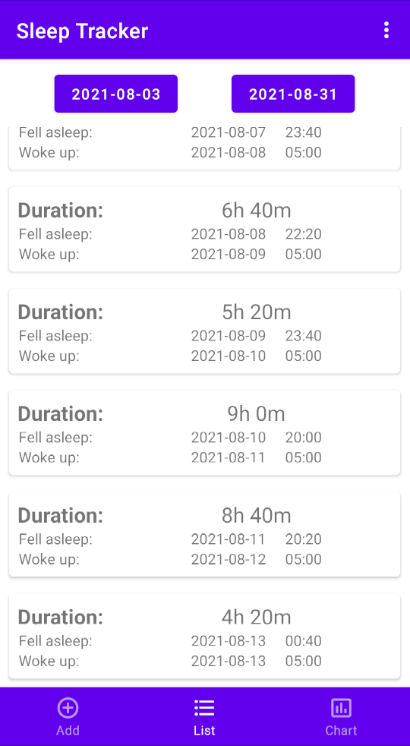 Sleep Tracker
2021-08-03 2021-08-31
Fell asleep: 2021-08-07 23:40
Woke up: 2021-08-08 05:00
Duration: 6h 40m
Fell asleep: 2021-08-08 22:20
Woke up: 2021-08-09 05:00
Duration: 5h 20m
Fell asleep: 2021-08-09 23:40
Woke up: 2021-08-10 05:00
Duration: 9h 0m
Fell asleep: 2021-08-10 20:00
Woke up: 2021-08-11 05:00
Duration: 8h 40m
Fell asleep: 2021-08-11 20:20
Woke up: 2021-08-12 05:00
Duration: 4h 20m
Fell asleep: 2021-08-13 00:40
Woke up: 2021-08-13 05:00
Add List Chart